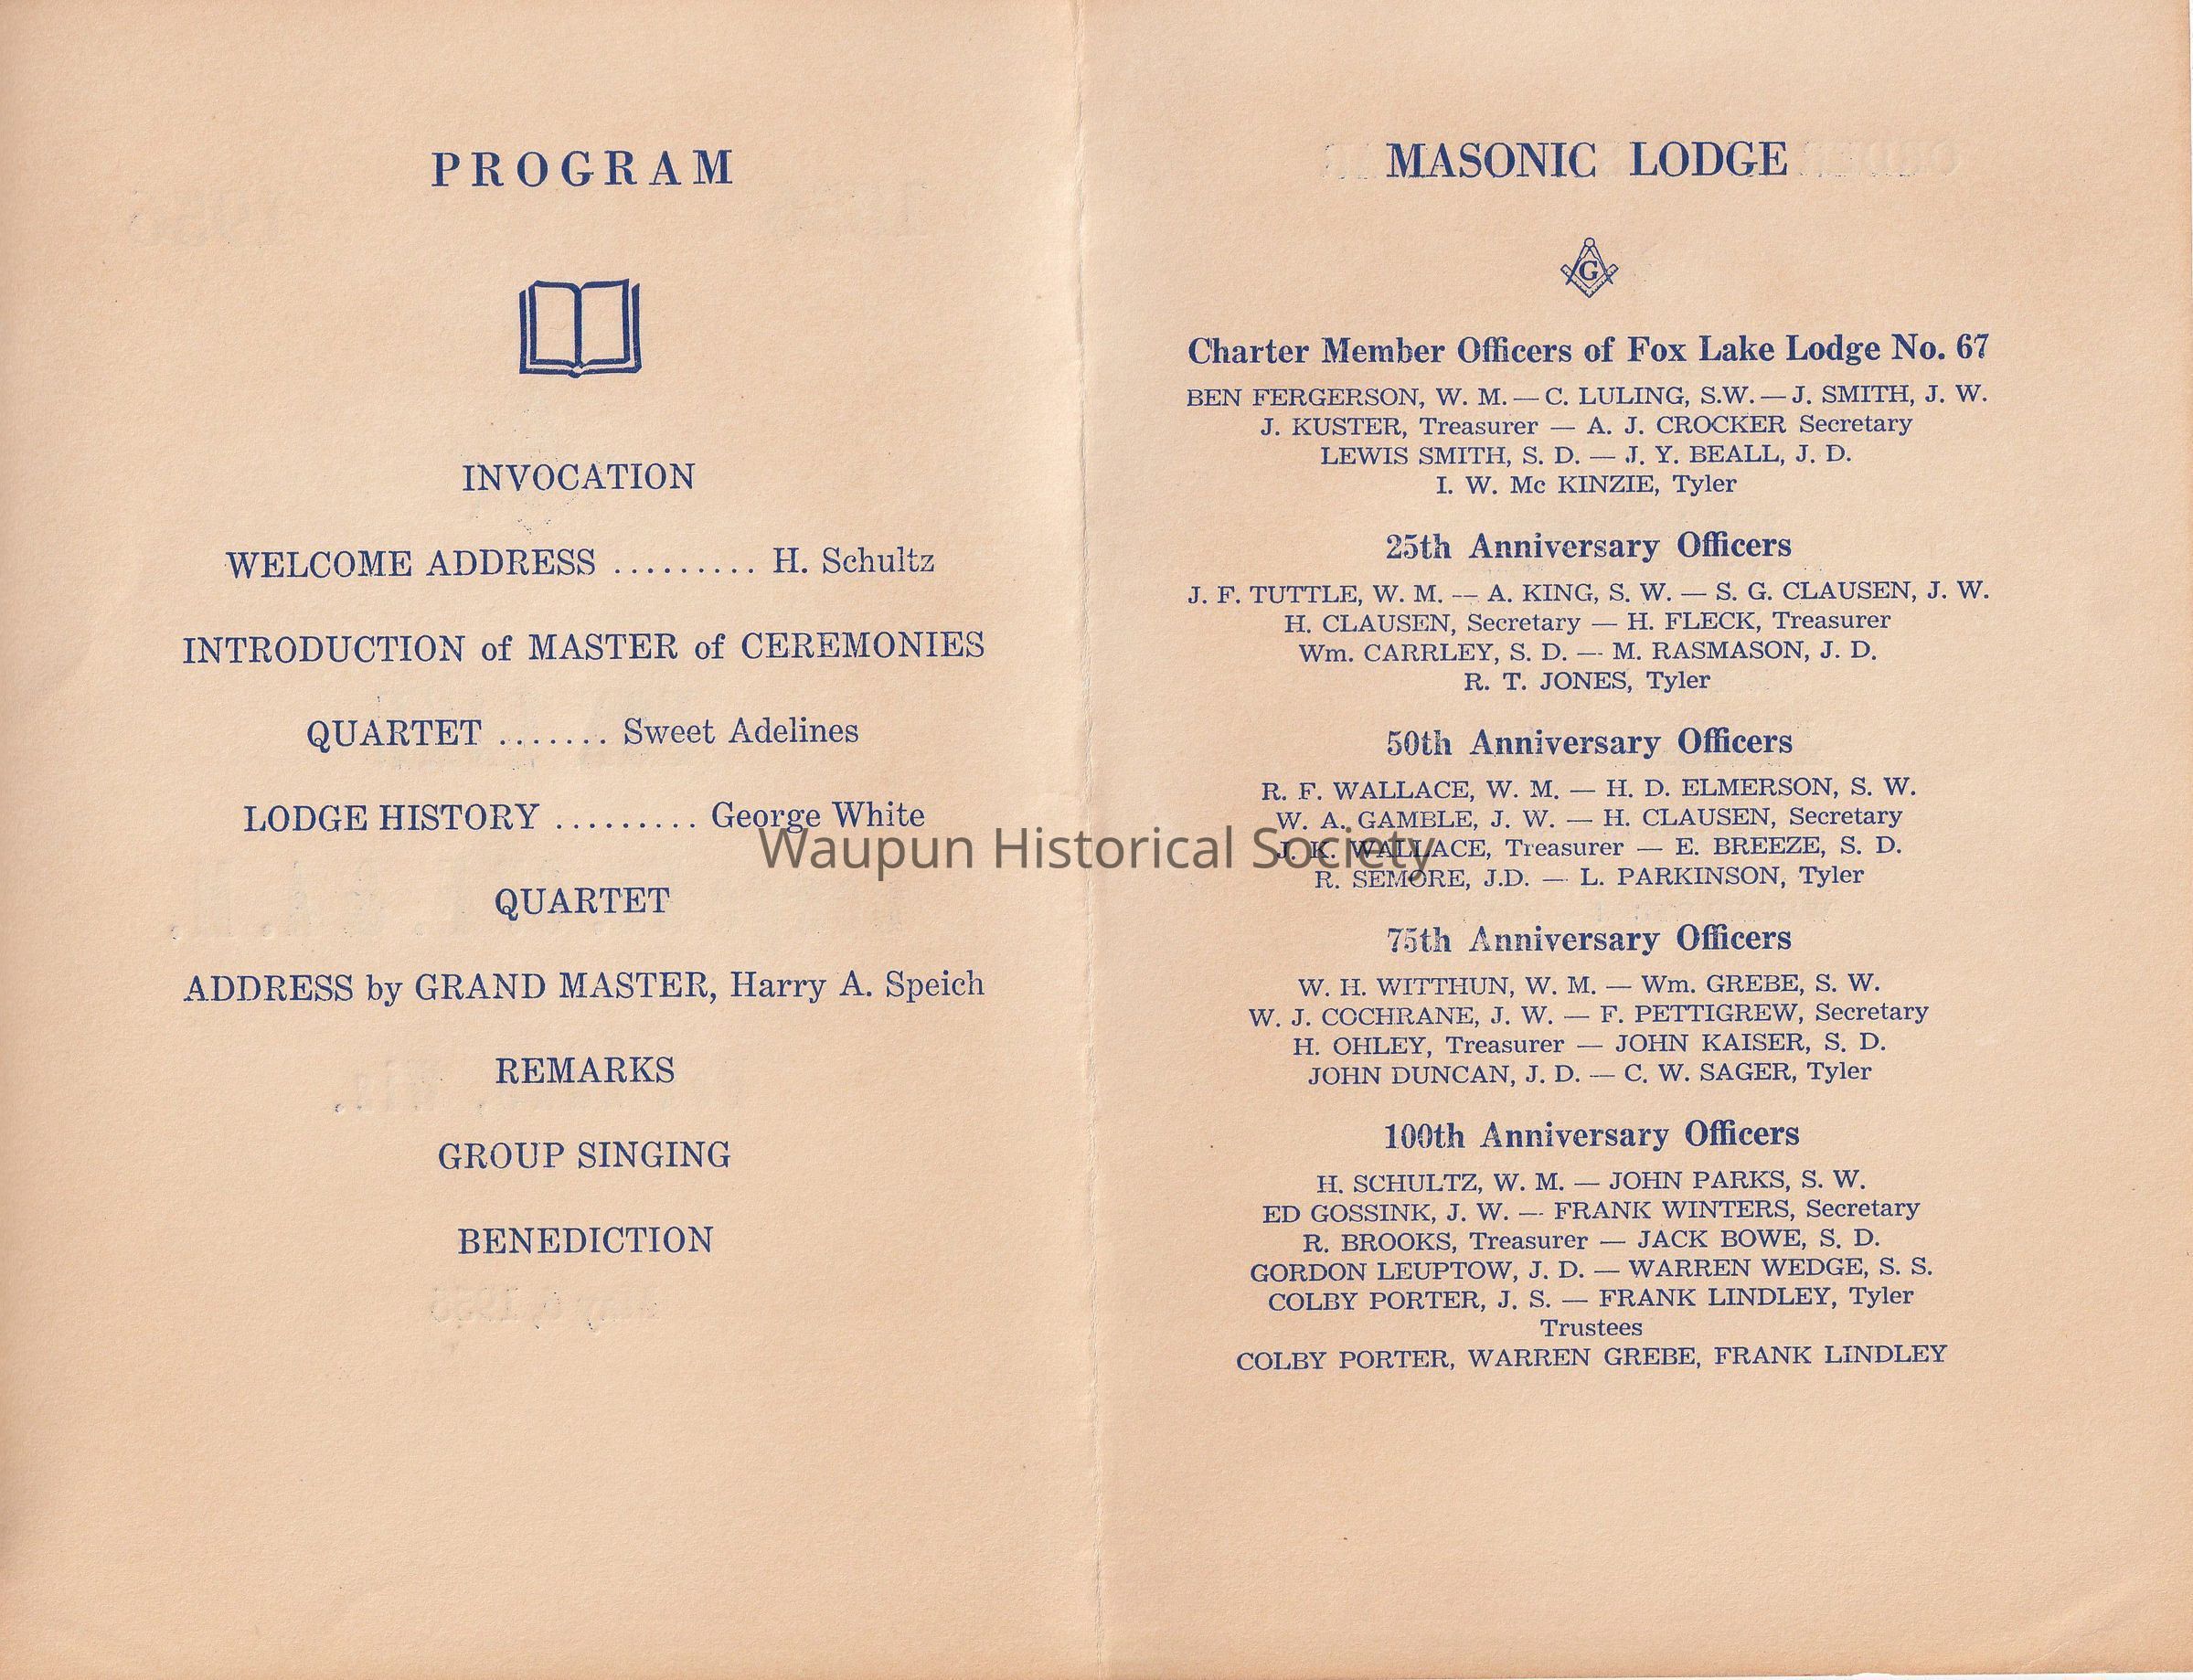 PROGRAM
INVOCATION
WELCOME ADDRESS ......... H. Schultz
INTRODUCTION of MASTER of CEREMONIES
QUARTET ....... Sweet Adelines
LODGE HISTORY ......... George White
QUARTET
ADDRESS by GRAND MASTER, Harry A. Speich
REMARKS
GROUP SINGING
BENEDICTION
MASONIC LODGE
G
Charter Member Officers of Fox Lake Lodge No. 67
BEN FERGERSON, W. M. — C. LULING, S.W. — J. SMITH, J. W.
J. KUSTER, Treasurer — A. J. CROCKER Secretary
LEWIS SMITH, S. D. — J. Y. BEALL, J. D.
I. W. Mc KINZIE, Tyler
25th Anniversary Officers
J. F. TUTTLE, W. M. — A. KING, S. W. — S. G. CLAUSEN, J. W.
H. CLAUSEN, Secretary — H. FLECK, Treasurer
Wm. CARRLEY, S. D. — M. RASMASON, J. D.
R. T. JONES, Tyler
50th Anniversary Officers
R. F. WALLACE, W. M. — H. D. ELMERSON, S. W.
W. A. GAMBLE, J. W. — H. CLAUSEN, Secretary
J. K. WALLACE, Treasurer — E. BREEZE, S. D.
R. SEMORE, J.D. — L. PARKINSON, Tyler
75th Anniversary Officers
W. H. WITTHUN, W. M. — Wm. GREBE, S. W.
W. J. COCHRANE, J. W. — F. PETTIGREW, Secretary
H. OHLEY, Treasurer — JOHN KAISER, S. D.
JOHN DUNCAN, J. D. — C. W. SAGER, Tyler
100th Anniversary Officers
H. SCHULTZ, W. M. — JOHN PARKS, S. W.
ED GOSSINK, J. W. — FRANK WINTERS, Secretary
R. BROOKS, Treasurer — JACK BOWE, S. D.
GORDON LEUPTOW, J. D. — WARREN WEDGE, S. S.
COLBY PORTER, J. S. — FRANK LINDLEY, Tyler
Trustees
COLBY PORTER, WARREN GREBE, FRANK LINDLEY
Waupun Historical Society